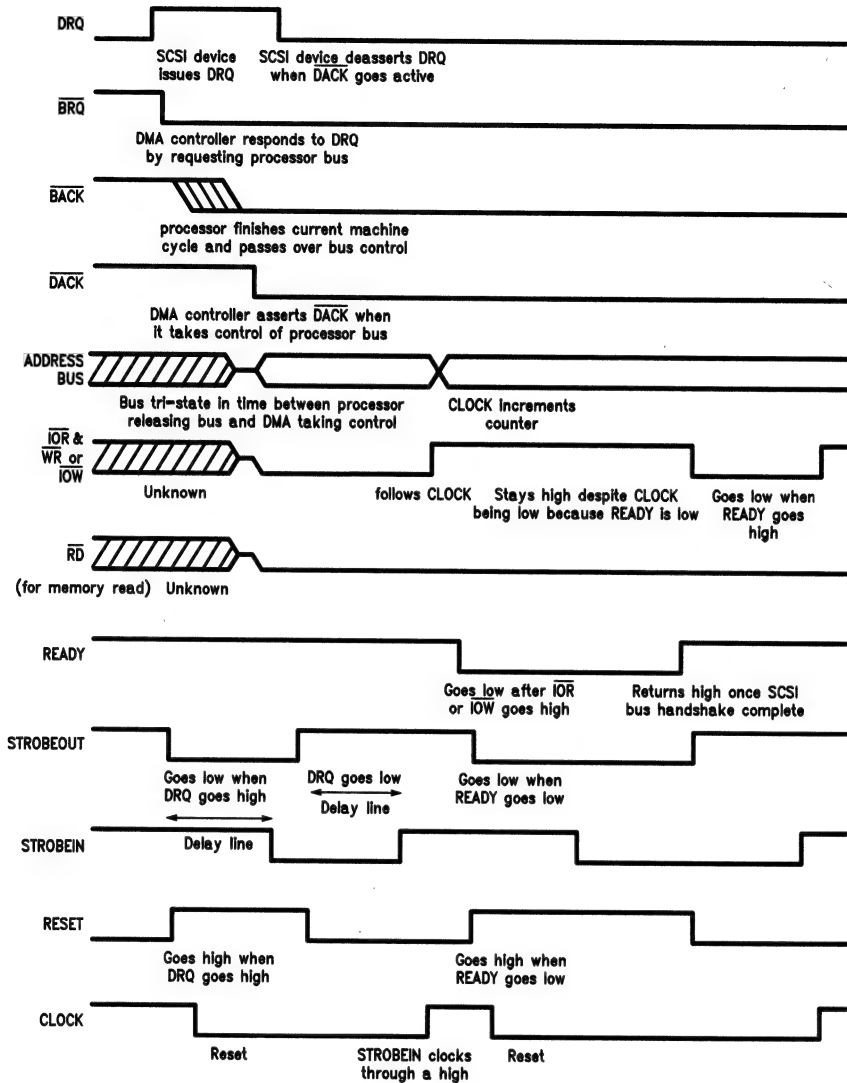 DRQ
SCSI device
issues DRQ
SCSI device deasserts DRQ
when DACK goes active
BRQ
DMA controller responds to DRQ
by requesting processor bus
BACK
processor finishes current machine
cycle and passes over bus control
DACK
DMA controller asserts DACK when
it takes control of processor bus
ADDRESS
BUS
Bus tri-state in time between processor
releasing bus and DMA taking control
CLOCK increments
counter
IOR &
WR or
IOW
Unknown
follows CLOCK
Stays high despite CLOCK
being low because READY is low
Goes low when
READY goes
high
RD
(for memory read)
Unknown
READY
Goes low after IOR
or IOW goes high
Returns high once SCSI
bus handshake complete
STROBEOUT
Goes low when
DRQ goes high
DRQ goes low
Delay line
Goes low when
READY goes low
STROBEIN
Delay line
RESET
Goes high when
DRQ goes high
Goes high when
READY goes low
CLOCK
Reset
STROBEIN clocks
through a high
Reset